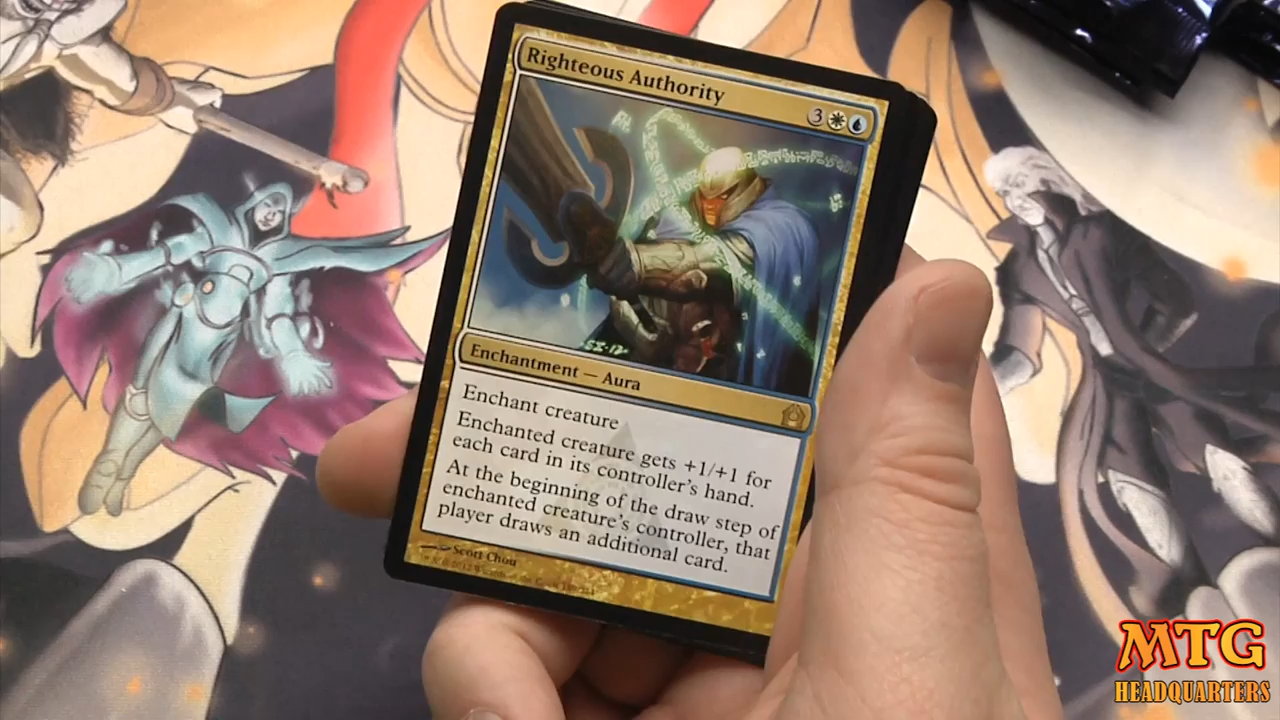 Righteous Authority
3
Enchantment — Aura
Enchant creature
Enchanted creature gets +1/+1 for
each card in its controller's hand.
At the beginning of the draw step of
enchanted creature's controller, that
player draws an additional card.
Scott Chou
MTG
HEADQUARTERS